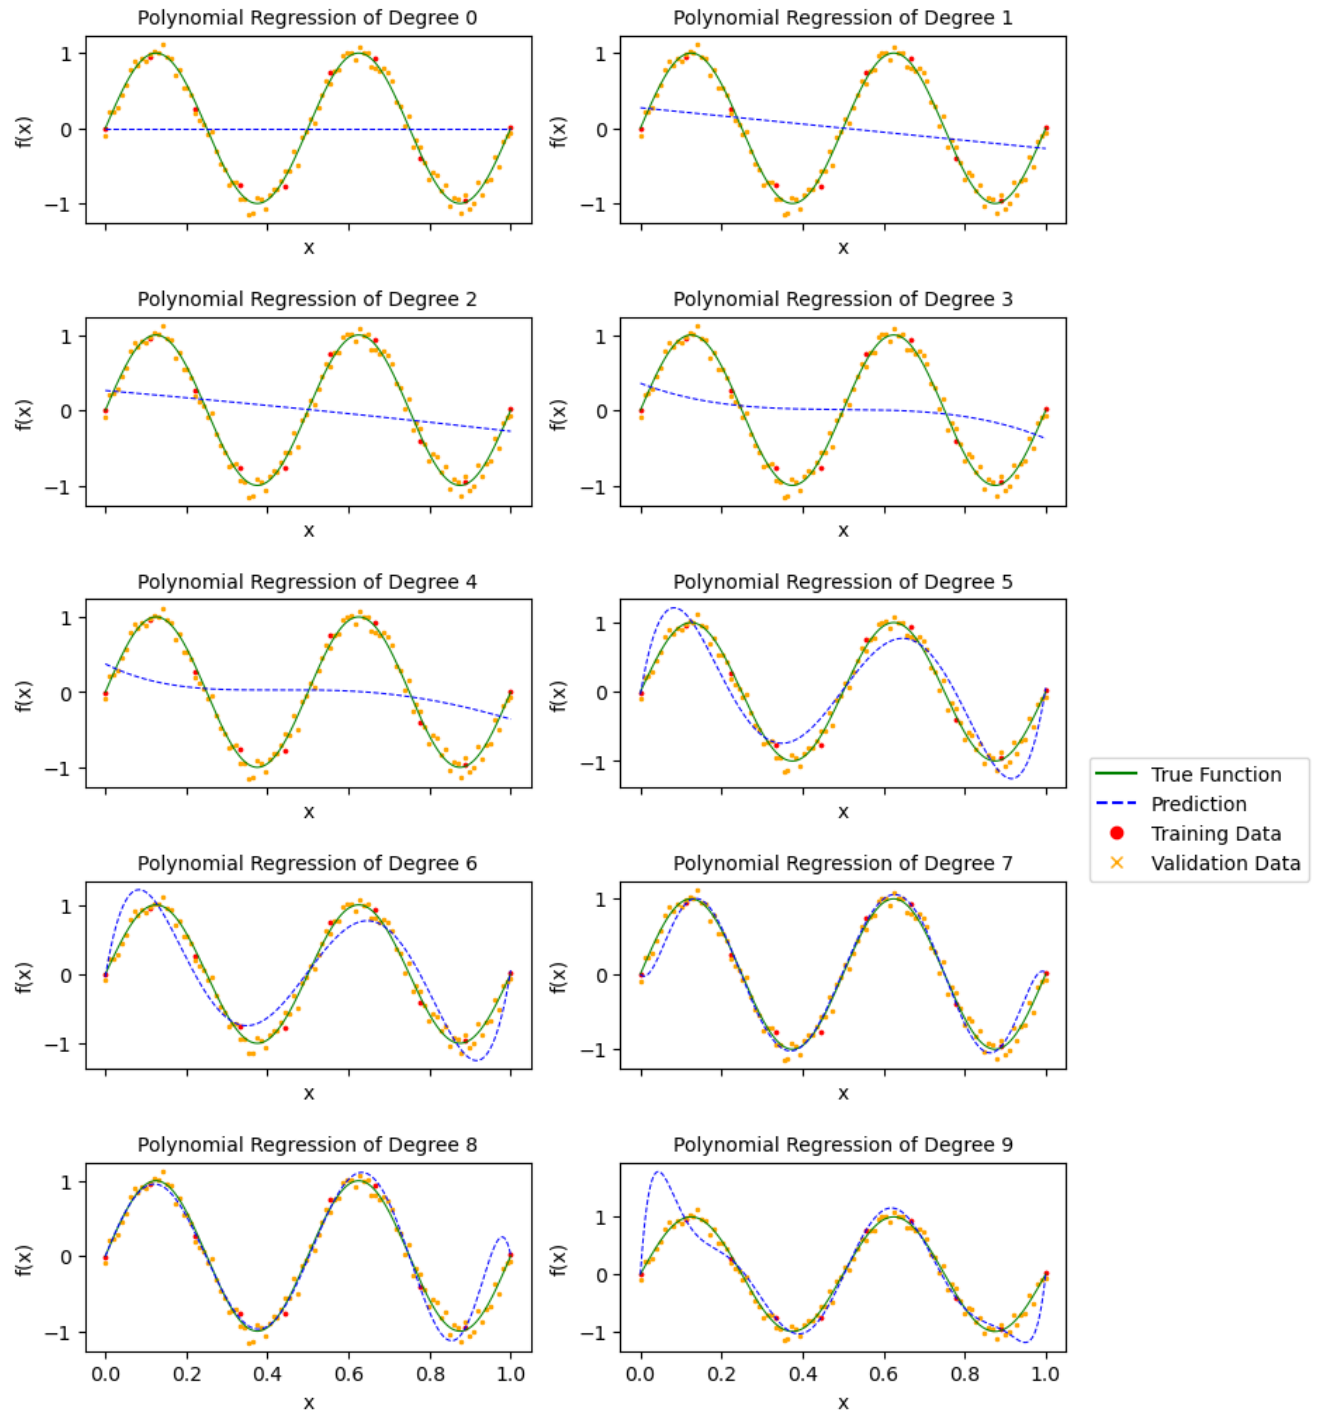 Polynomial Regression of Degree 0
1
0
−1
f(x)
x
Polynomial Regression of Degree 1
1
0
−1
f(x)
x
Polynomial Regression of Degree 2
1
0
−1
f(x)
x
Polynomial Regression of Degree 3
1
0
−1
f(x)
x
Polynomial Regression of Degree 4
1
0
−1
f(x)
x
Polynomial Regression of Degree 5
1
0
−1
f(x)
x
True Function
Prediction
Training Data
Validation Data
Polynomial Regression of Degree 6
1
0
−1
f(x)
x
Polynomial Regression of Degree 7
1
0
−1
f(x)
x
Polynomial Regression of Degree 8
1
0
−1
f(x)
0.0 0.2 0.4 0.6 0.8 1.0
x
Polynomial Regression of Degree 9
1
0
−1
f(x)
0.0 0.2 0.4 0.6 0.8 1.0
x